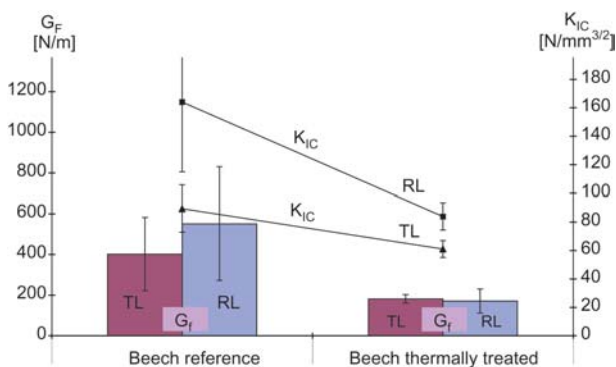 G_F
[N/m]
K_IC
[N/mm^3/2]
1200
1000
800
600
400
200
0
180
160
140
120
100
80
60
40
20
0
K_IC
RL
K_IC
TL
TL
RL
G_f
TL
RL
G_f
Beech reference
Beech thermally treated